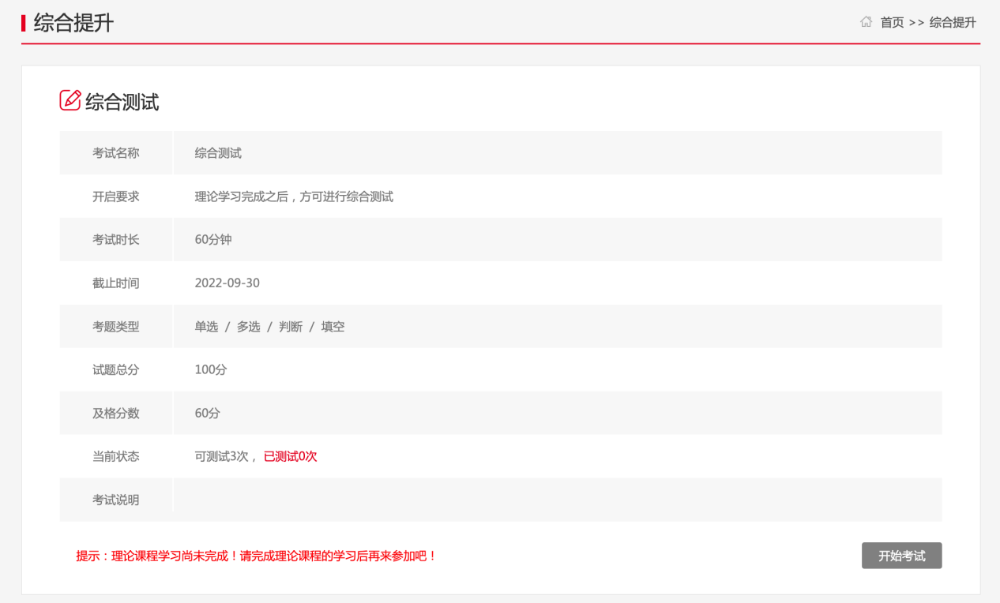 综合提升
首页 >> 综合提升
综合测试
考试名称 综合测试
开启要求 理论学习完成之后，方可进行综合测试
考试时长 60分钟
截止时间 2022-09-30
考题类型 单选 / 多选 / 判断 / 填空
试题总分 100分
及格分数 60分
当前状态 可测试3次， 已测试0次
考试说明
提示：理论课程学习尚未完成！请完成理论课程的学习后再来参加吧！
开始考试